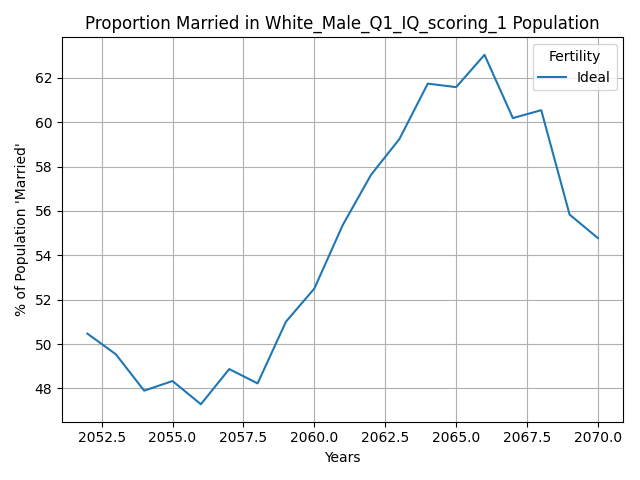 Proportion Married in White_Male_Q1_IQ_scoring_1 Population
Fertility
Ideal
% of Population 'Married'
62
60
58
56
54
52
50
48
2052.5 2055.0 2057.5 2060.0 2062.5 2065.0 2067.5 2070.0
Years